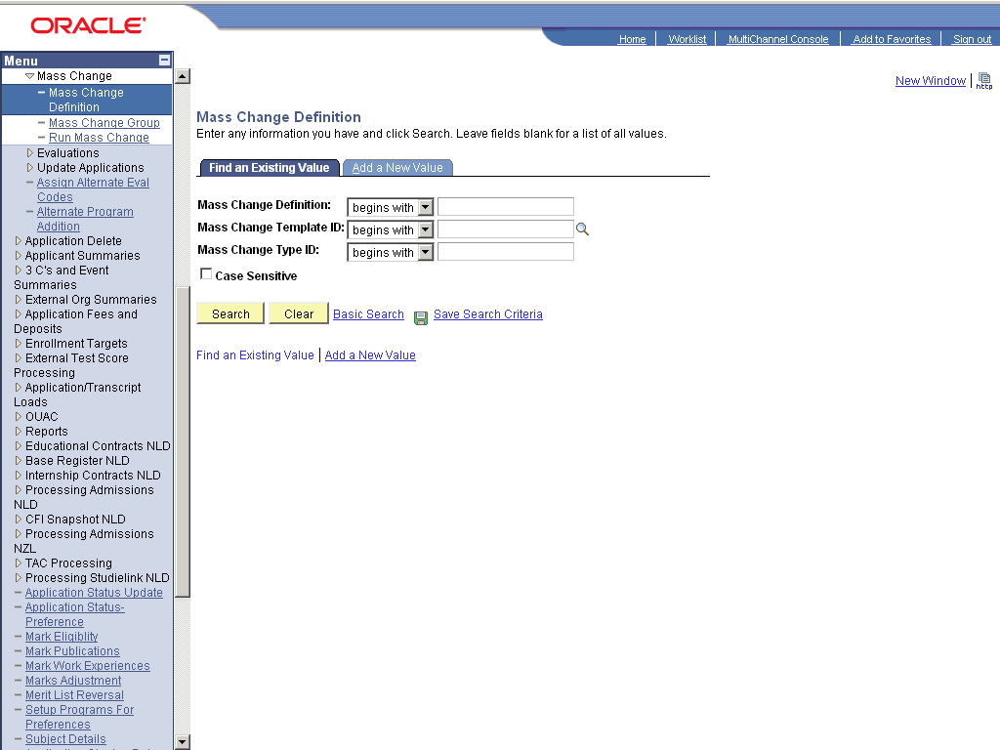 ORACLE
Home
Worklist
MultiChannel Console
Add to Favorites
Sign out
Menu
Mass Change
Mass Change
Definition
Mass Change Group
Run Mass Change
Evaluations
Update Applications
Assign Alternate Eval
Codes
Alternate Program
Addition
Application Delete
Applicant Summaries
3 C's and Event
Summaries
External Org Summaries
Application Fees and
Deposits
Enrollment Targets
External Test Score
Processing
Application/Transcript
Loads
OUAC
Reports
Educational Contracts NLD
Base Register NLD
Internship Contracts NLD
Processing Admissions
NLD
CFI Snapshot NLD
Processing Admissions
NZL
TAC Processing
Processing Studielink NLD
Application Status Update
Application Status-
Preference
Mark Eligiblity
Mark Publications
Mark Work Experiences
Marks Adjustment
Merit List Reversal
Setup Programs For
Preferences
Subject Details
New Window
http
Mass Change Definition
Enter any information you have and click Search. Leave fields blank for a list of all values.
Find an Existing Value
Add a New Value
Mass Change Definition: begins with
Mass Change Template ID: begins with
Mass Change Type ID: begins with
Case Sensitive
Search Clear Basic Search Save Search Criteria
Find an Existing Value | Add a New Value